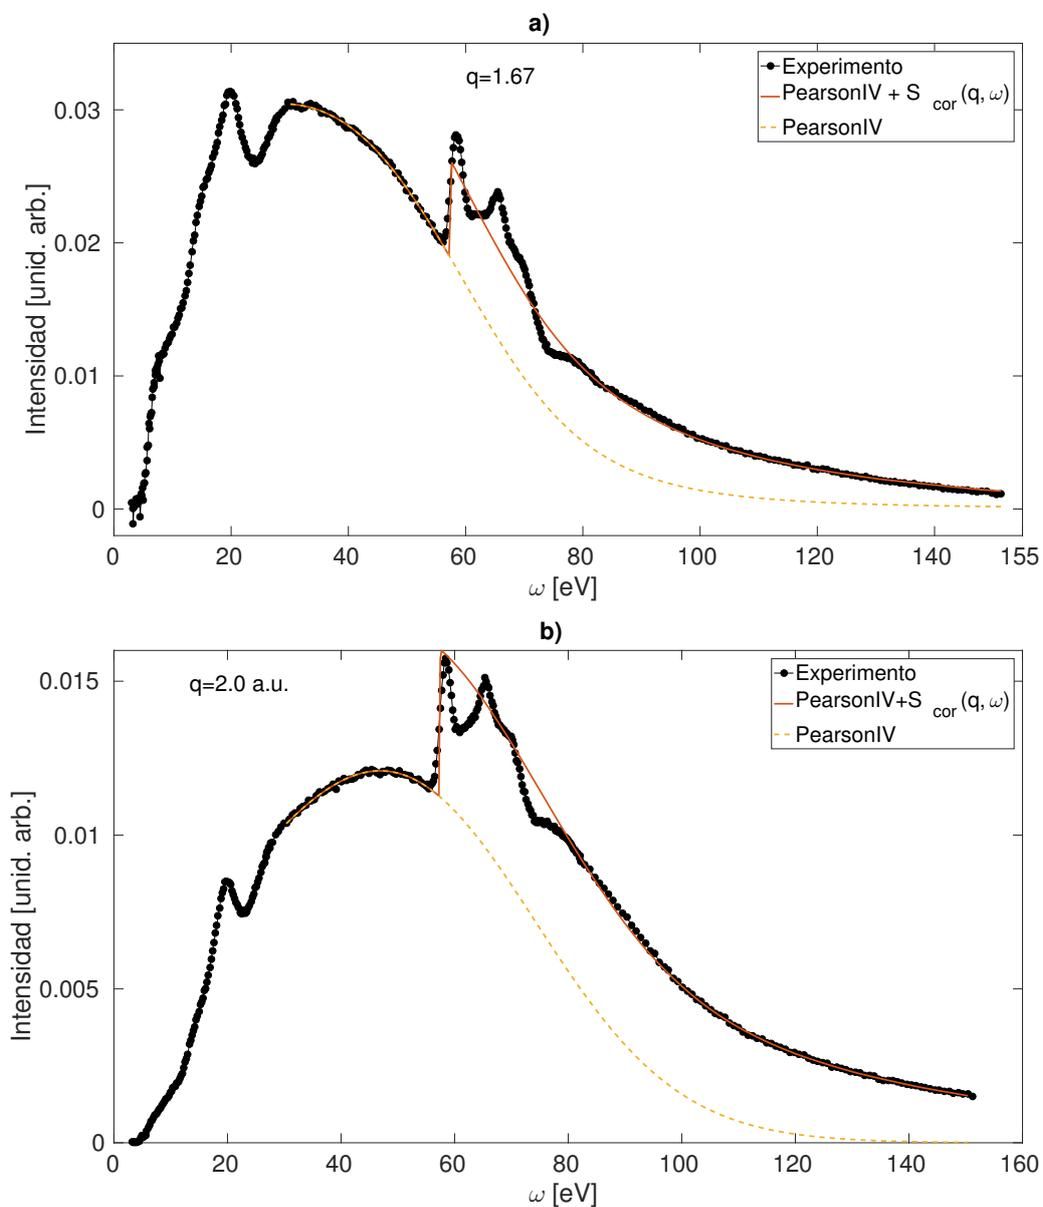 a)
q=1.67
Experimento
PearsonIV + S cor (q, ω)
PearsonIV
0.03
0.02
0.01
0
Intensidad [unid. arb.]
0 20 40 60 80 100 120 140 155
ω [eV]
b)
q=2.0 a.u.
Experimento
PearsonIV+S cor (q, ω)
PearsonIV
0.015
0.01
0.005
0
Intensidad [unid. arb.]
0 20 40 60 80 100 120 140 160
ω [eV]